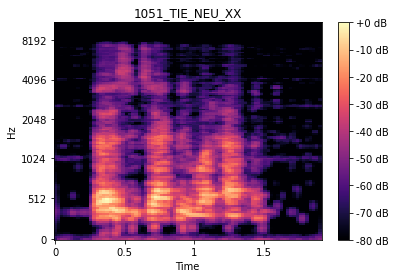 1051_TIE_NEU_XX
8192
4096
2048
1024
512
0
Hz
0
0.5
1
1.5
Time
+0 dB
-10 dB
-20 dB
-30 dB
-40 dB
-50 dB
-60 dB
-70 dB
-80 dB